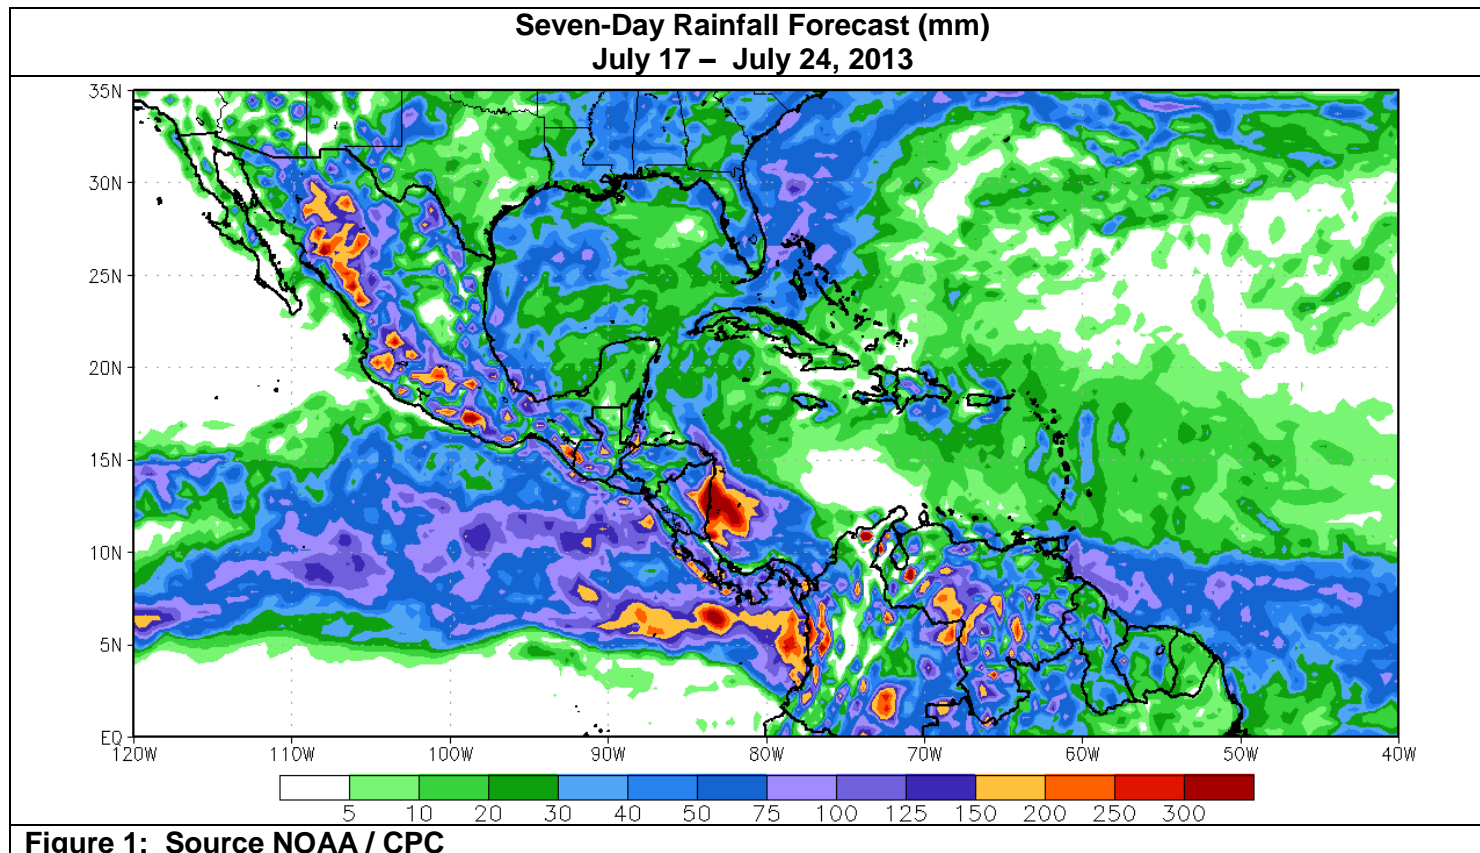 Seven-Day Rainfall Forecast (mm)
July 17 – July 24, 2013
35N
30N
25N
20N
15N
10N
5N
EQ
120W 110W 100W 90W 80W 70W 60W 50W 40W
5 10 20 30 40 50 75 100 125 150 200 250 300
Figure 1: Source NOAA / CPC